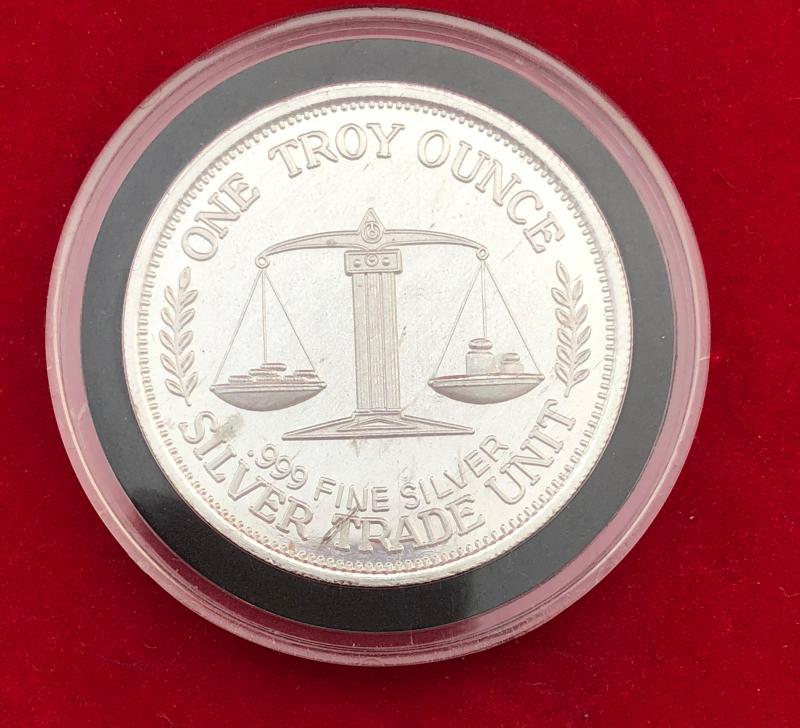 ONE TROY OUNCE
.999 FINE SILVER
SILVER TRADE UNIT